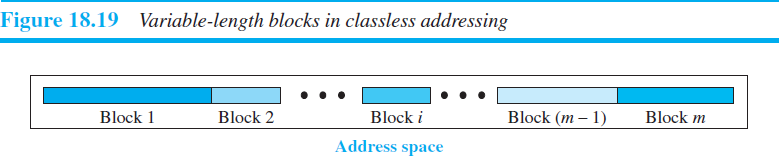 Figure 18.19 Variable-length blocks in classless addressing
Block 1 Block 2 Block i Block (m – 1) Block m
Address space